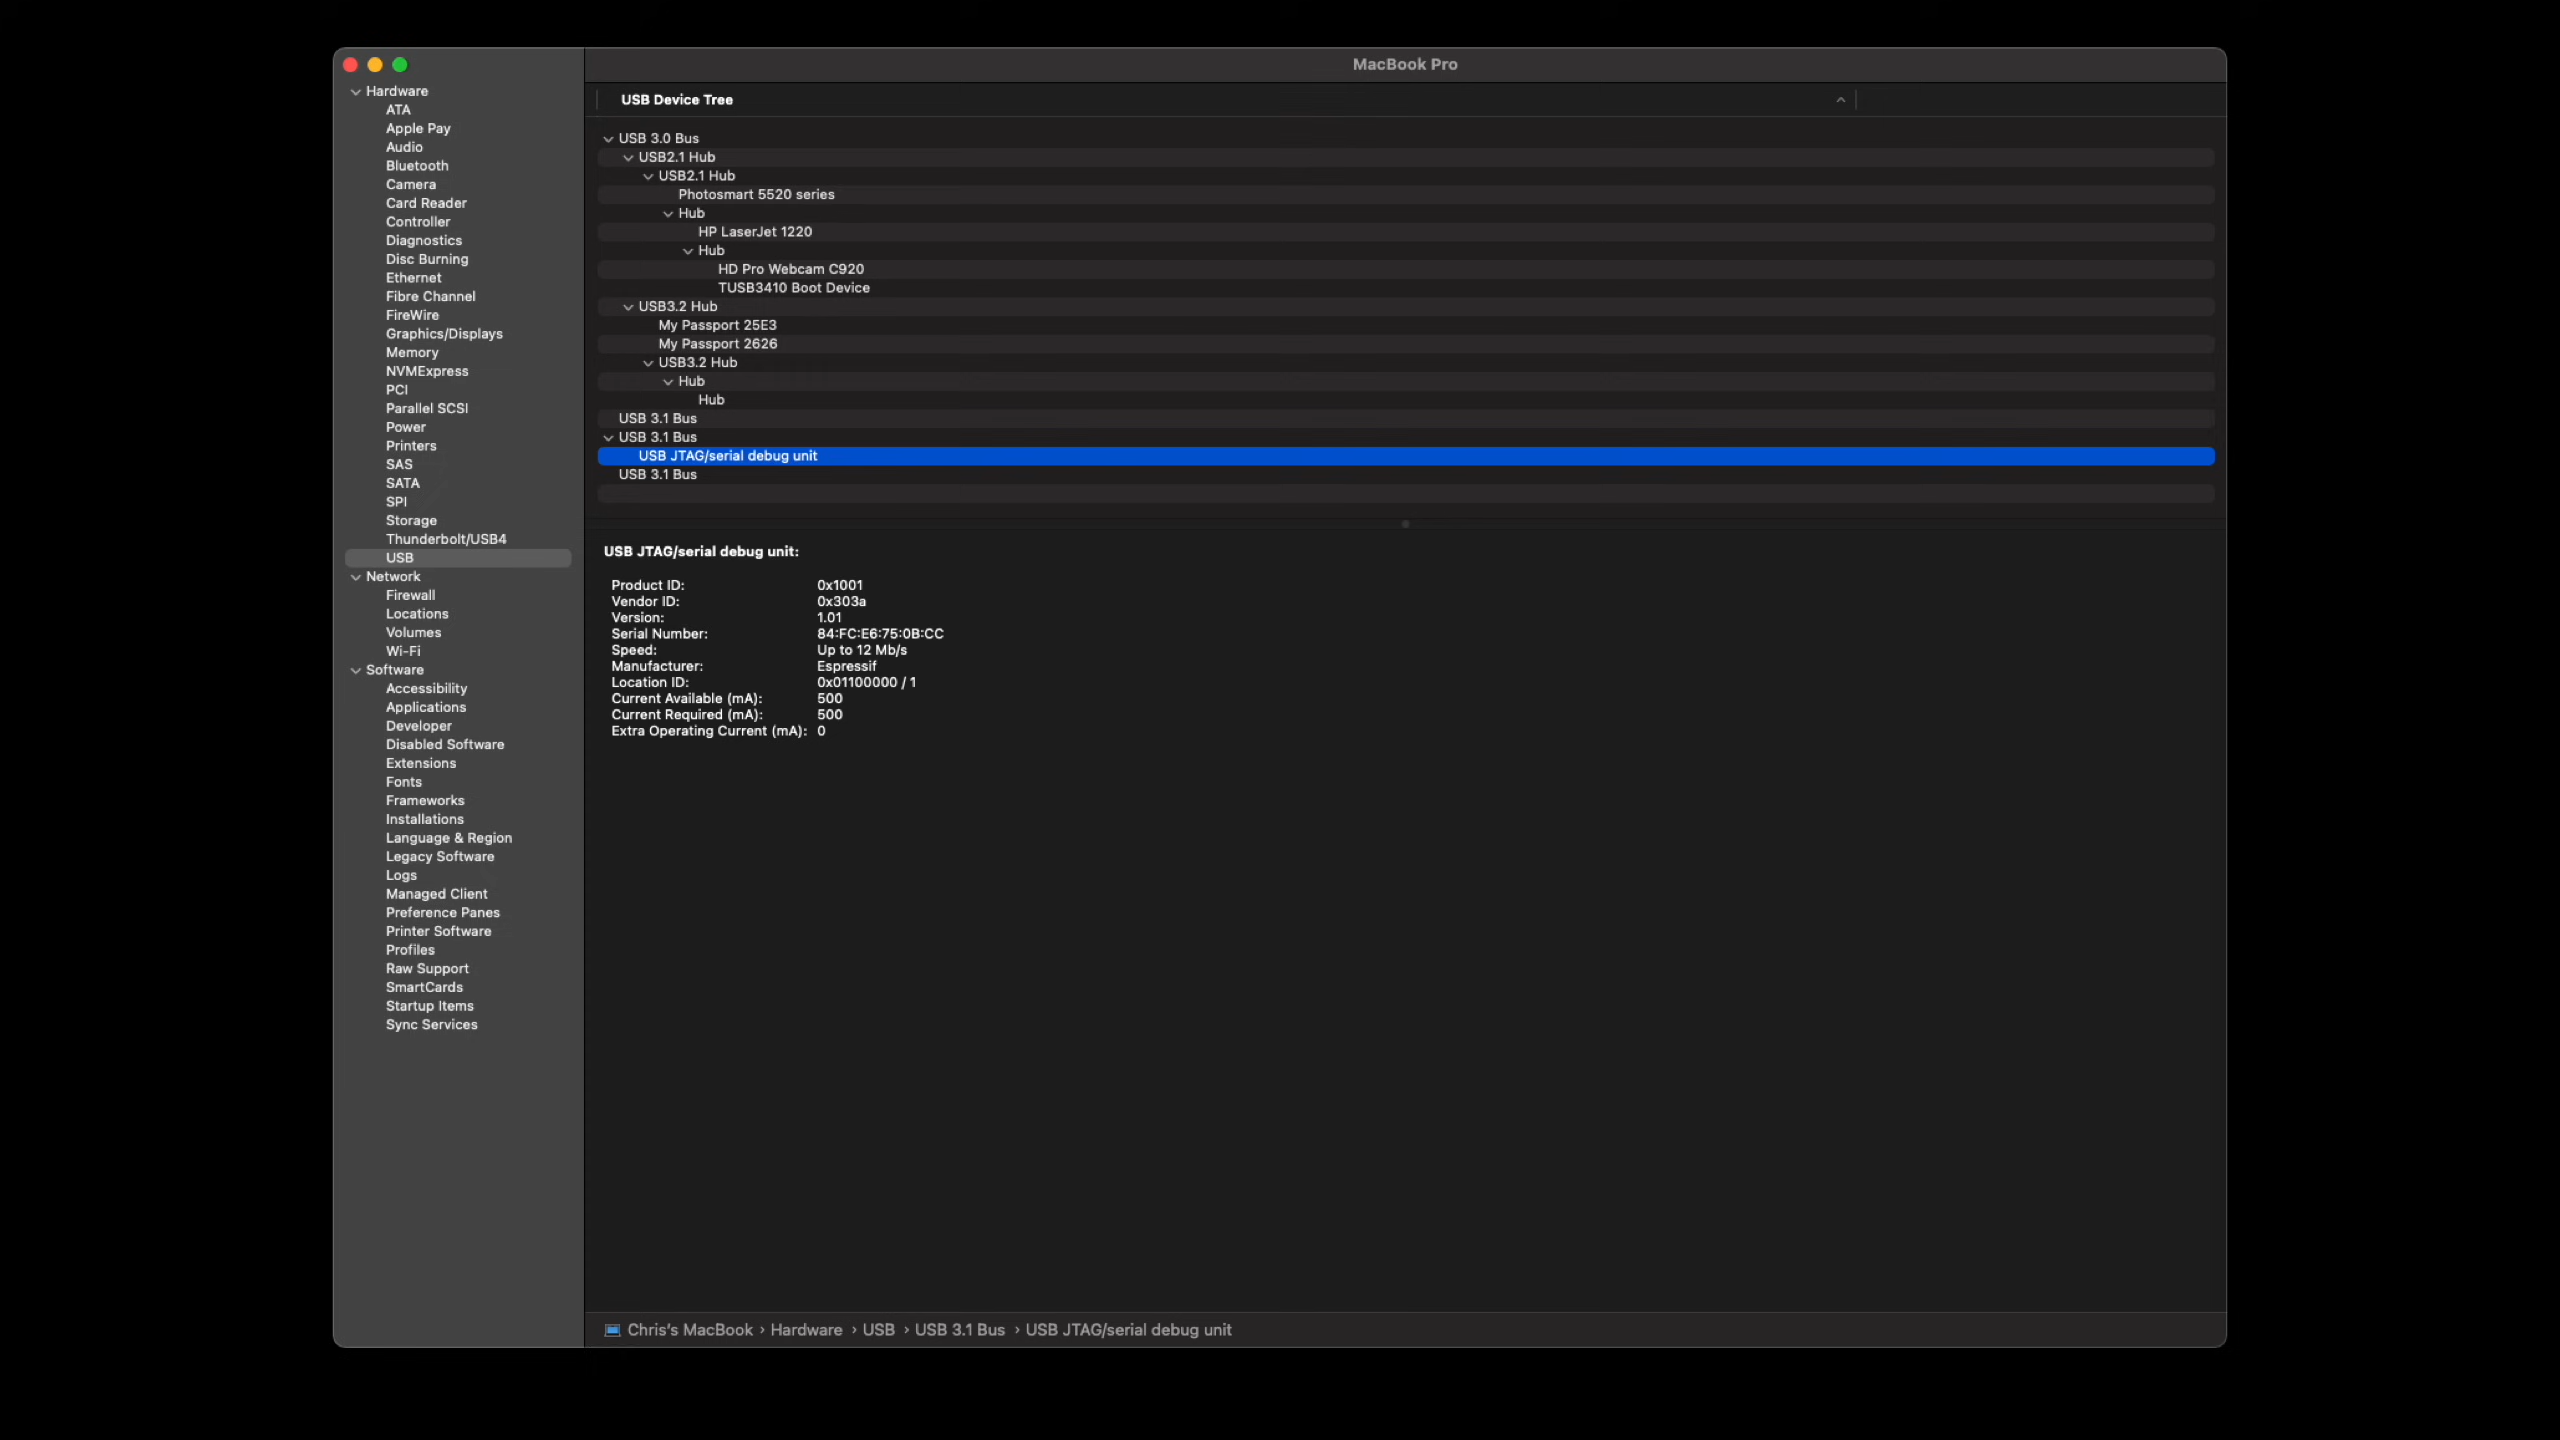 MacBook Pro
Hardware
ATA
Apple Pay
Audio
Bluetooth
Camera
Card Reader
Controller
Diagnostics
Disc Burning
Ethernet
Fibre Channel
FireWire
Graphics/Displays
Memory
NVMExpress
PCI
Parallel SCSI
Power
Printers
SAS
SATA
SPI
Storage
Thunderbolt/USB4
USB
Network
Firewall
Locations
Volumes
Wi-Fi
Software
Accessibility
Applications
Developer
Disabled Software
Extensions
Fonts
Frameworks
Installations
Language & Region
Legacy Software
Logs
Managed Client
Preference Panes
Printer Software
Profiles
Raw Support
SmartCards
Startup Items
Sync Services
USB Device Tree
USB 3.0 Bus
USB2.1 Hub
USB2.1 Hub
Photosmart 5520 series
Hub
HP LaserJet 1220
Hub
HD Pro Webcam C920
TUSB3410 Boot Device
USB3.2 Hub
My Passport 25E3
My Passport 2626
USB3.2 Hub
Hub
Hub
USB 3.1 Bus
USB 3.1 Bus
USB JTAG/serial debug unit
USB 3.1 Bus
USB JTAG/serial debug unit:
Product ID: 0x1001
Vendor ID: 0x303a
Version: 1.01
Serial Number: 84:FC:E6:75:0B:CC
Speed: Up to 12 Mb/s
Manufacturer: Espressif
Location ID: 0x01100000 / 1
Current Available (mA): 500
Current Required (mA): 500
Extra Operating Current (mA): 0
Chris's MacBook › Hardware › USB › USB 3.1 Bus › USB JTAG/serial debug unit